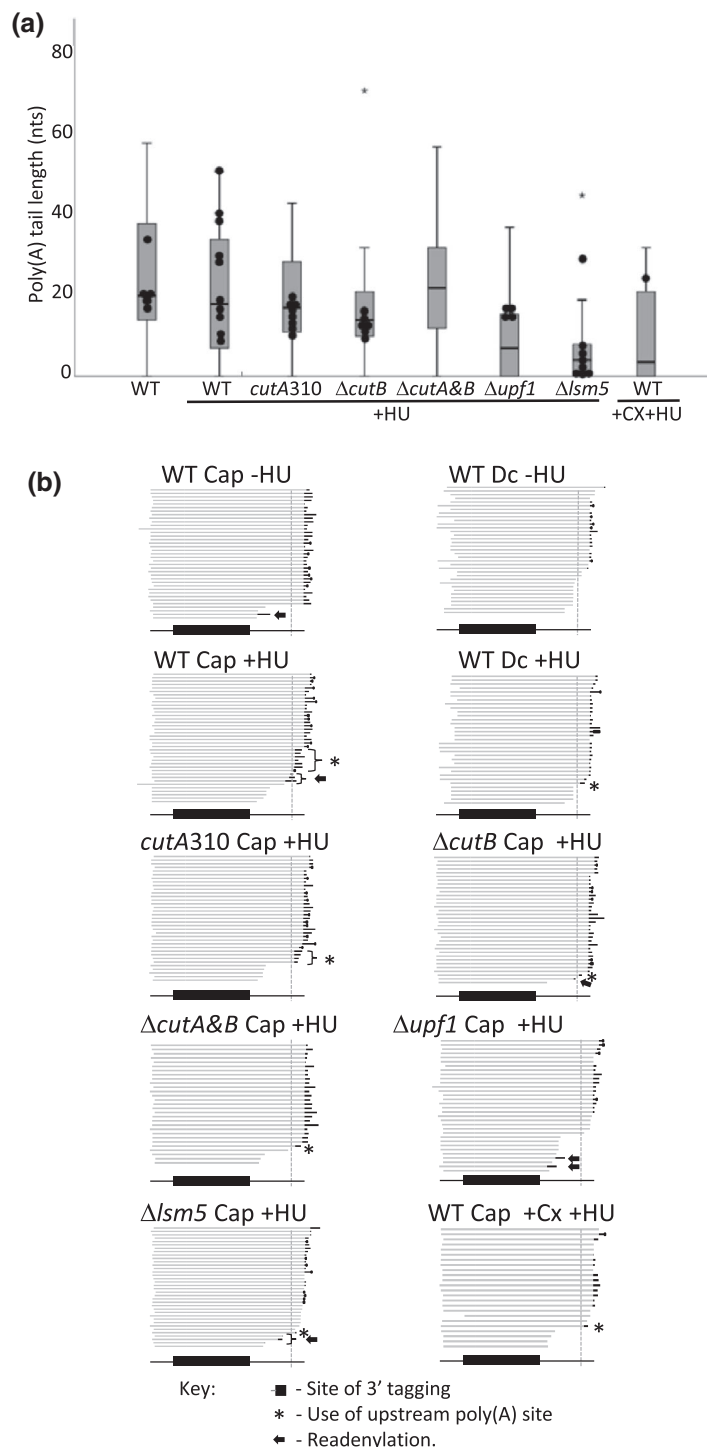 (a)
Poly(A) tail length (nts)
80
60
40
20
0
*
*
WT
WT
cutA310
ΔcutB
ΔcutA&B
Δupf1
Δlsm5
WT
+HU
+CX+HU
(b)
WT Cap -HU
WT Dc -HU
WT Cap +HU
*
WT Dc +HU
*
cutA310 Cap +HU
*
ΔcutB Cap +HU
*
ΔcutA&B Cap +HU
*
Δupf1 Cap +HU
Δlsm5 Cap +HU
*
WT Cap +Cx +HU
*
Key:
- Site of 3' tagging
* - Use of upstream poly(A) site
- Readenylation.